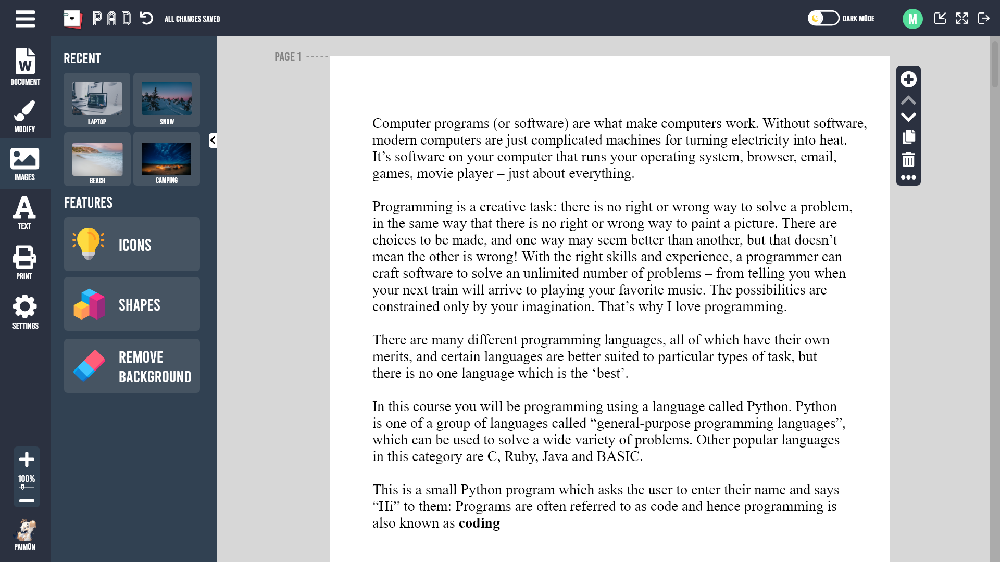 PAD
ALL CHANGES SAVED
DARK MODE
M
W
DOCUMENT
MODIFY
IMAGES
A
TEXT
PRINT
SETTINGS
100%
PAIMON
RECENT
LAPTOP
SNOW
BEACH
CAMPING
FEATURES
ICONS
SHAPES
REMOVE
BACKGROUND
PAGE 1 -----
Computer programs (or software) are what make computers work. Without software,
modern computers are just complicated machines for turning electricity into heat.
It’s software on your computer that runs your operating system, browser, email,
games, movie player – just about everything.
Programming is a creative task: there is no right or wrong way to solve a problem,
in the same way that there is no right or wrong way to paint a picture. There are
choices to be made, and one way may seem better than another, but that doesn’t
mean the other is wrong! With the right skills and experience, a programmer can
craft software to solve an unlimited number of problems – from telling you when
your next train will arrive to playing your favorite music. The possibilities are
constrained only by your imagination. That’s why I love programming.
There are many different programming languages, all of which have their own
merits, and certain languages are better suited to particular types of task, but
there is no one language which is the ‘best’.
In this course you will be programming using a language called Python. Python
is one of a group of languages called “general-purpose programming languages”,
which can be used to solve a wide variety of problems. Other popular languages
in this category are C, Ruby, Java and BASIC.
This is a small Python program which asks the user to enter their name and says
“Hi” to them: Programs are often referred to as code and hence programming is
also known as coding